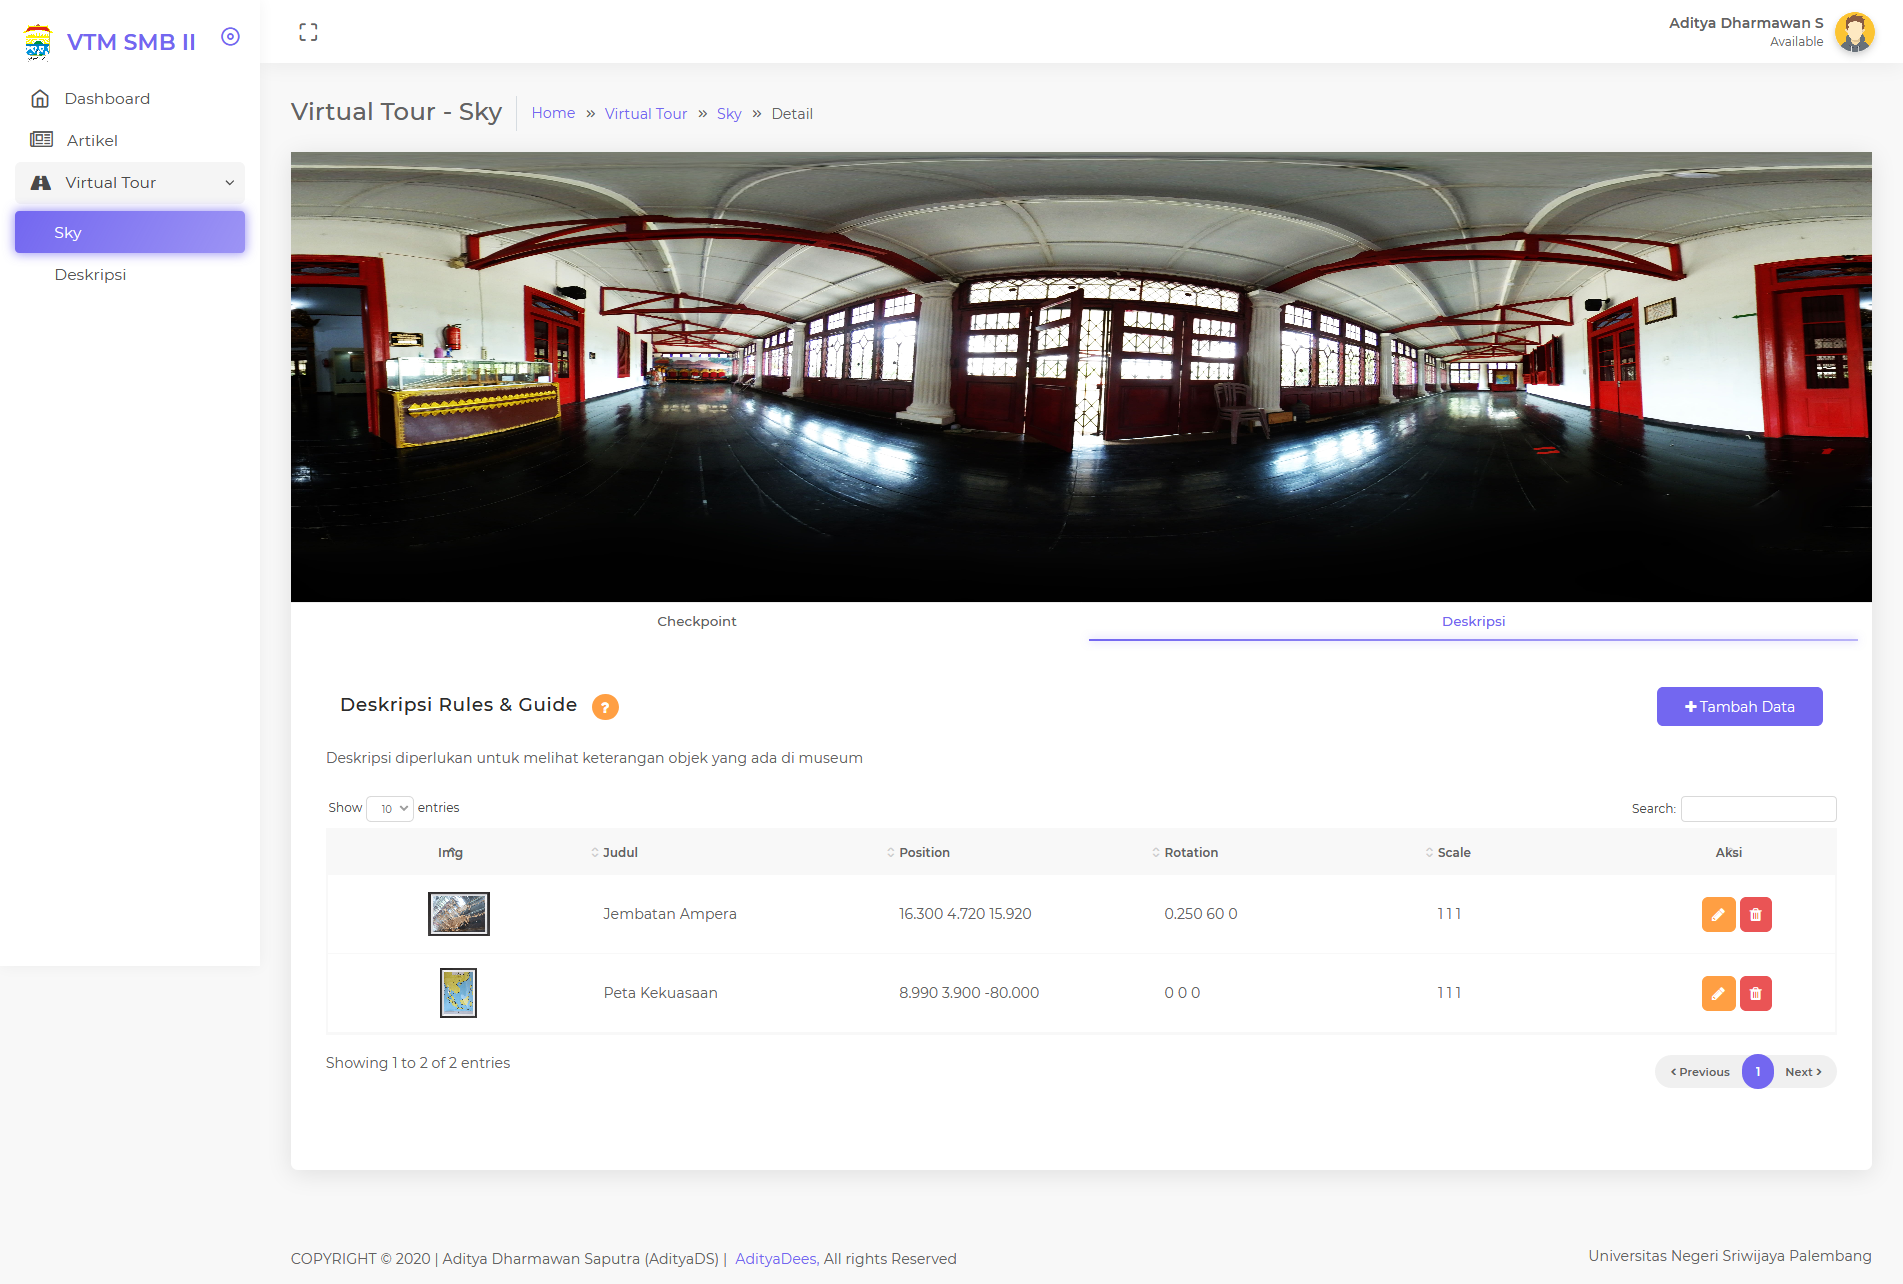 VTM SMB II
Aditya Dharmawan S
Available
Dashboard
Artikel
Virtual Tour
Sky
Deskripsi
Virtual Tour - Sky
Home » Virtual Tour » Sky » Detail
Checkpoint
Deskripsi
Deskripsi Rules & Guide ?
Tambah Data
Deskripsi diperlukan untuk melihat keterangan objek yang ada di museum
Show 10 entries
Search:
Img Judul Position Rotation Scale Aksi
Jembatan Ampera 16.300 4.720 15.920 0.250 60 0 1 1 1
Peta Kekuasaan 8.990 3.900 -80.000 0 0 0 1 1 1
Showing 1 to 2 of 2 entries
Previous 1 Next
COPYRIGHT © 2020 | Aditya Dharmawan Saputra (AdityaDS) | AdityaDees, All rights Reserved
Universitas Negeri Sriwijaya Palembang